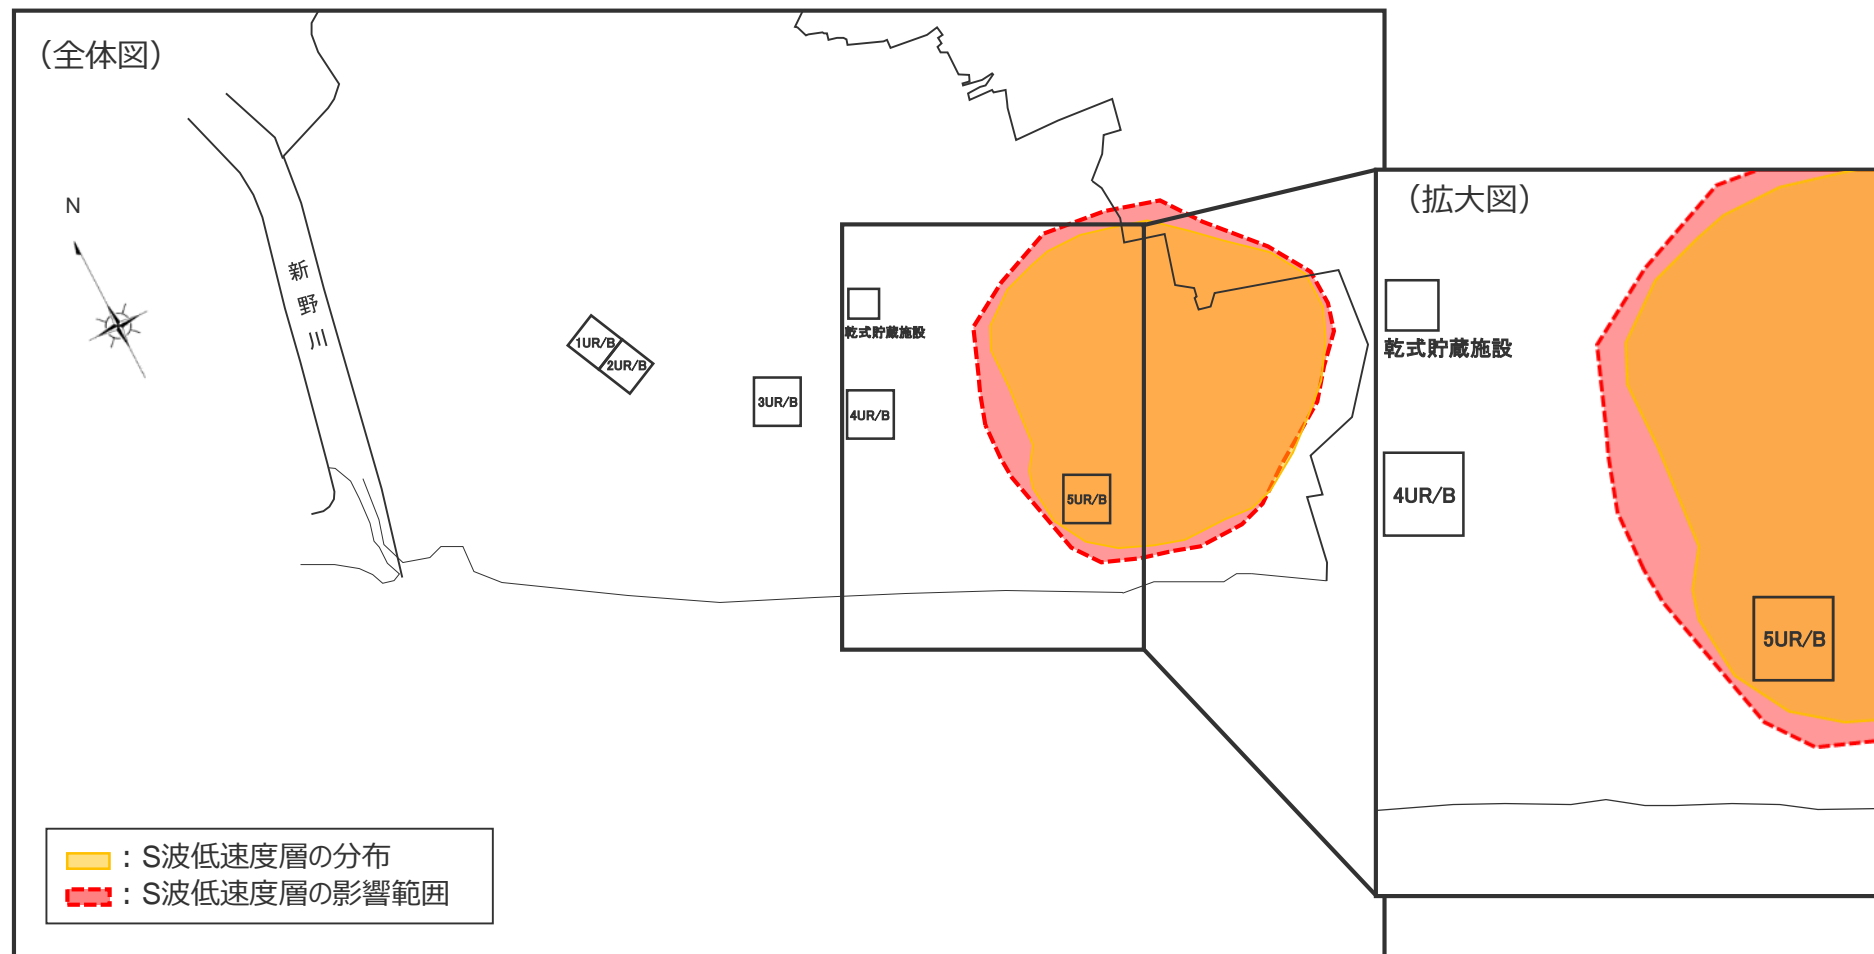 （全体図）
N
新野川
1UR/B
2UR/B
3UR/B
乾式貯蔵施設
4UR/B
5UR/B
（拡大図）
乾式貯蔵施設
4UR/B
5UR/B
：S波低速度層の分布
：S波低速度層の影響範囲